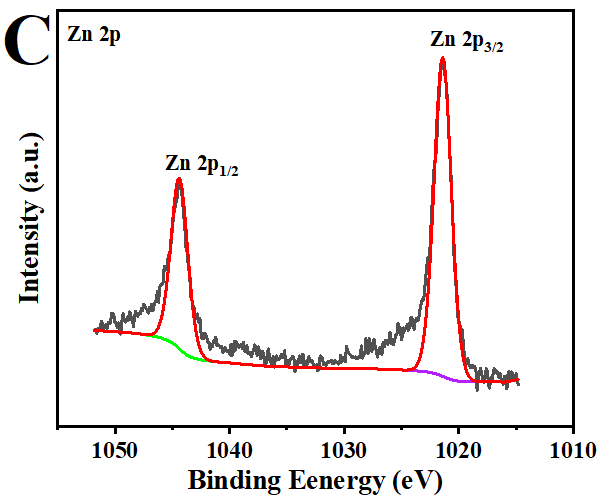 C
Zn 2p
Zn 2p3/2
Zn 2p1/2
Intensity (a.u.)
1050 1040 1030 1020 1010
Binding Eenergy (eV)